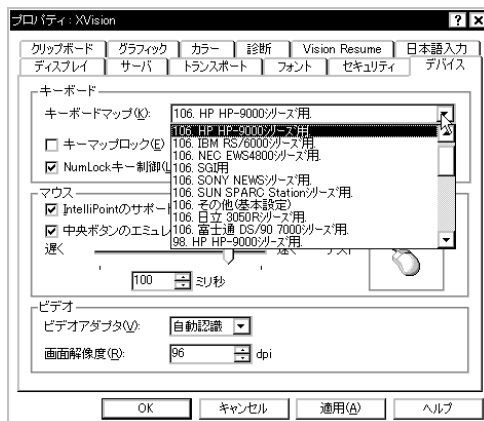 プロパティ : XVision
クリップボード グラフィック カラー 診断 Vision Resume 日本語入力
ディスプレイ サーバ トランスポート フォント セキュリティ デバイス
キーボード
キーボードマップ(K): 106. HP HP-9000シリーズ用.
106. HP HP-9000シリーズ用.
キーマップロック(E)
106. IBM RS/6000シリーズ用.
106. NEC EWS4800シリーズ用.
NumLockキー制御(L
106. SGI用
106. SONY NEWSシリーズ用.
106. SUN SPARC Stationシリーズ用.
マウス
IntelliPointのサポート
106. その他(基本設定)
106. 日立 3050Rシリーズ用.
中央ボタンのエミュレ
106. 富士通 DS/90 7000シリーズ用.
98. HP HP-9000シリーズ用.
遅く 速く テスト
100 ミリ秒
ビデオ
ビデオアダプタ(V): 自動認識
画面解像度(R): 96 dpi
OK キャンセル 適用(A) ヘルプ